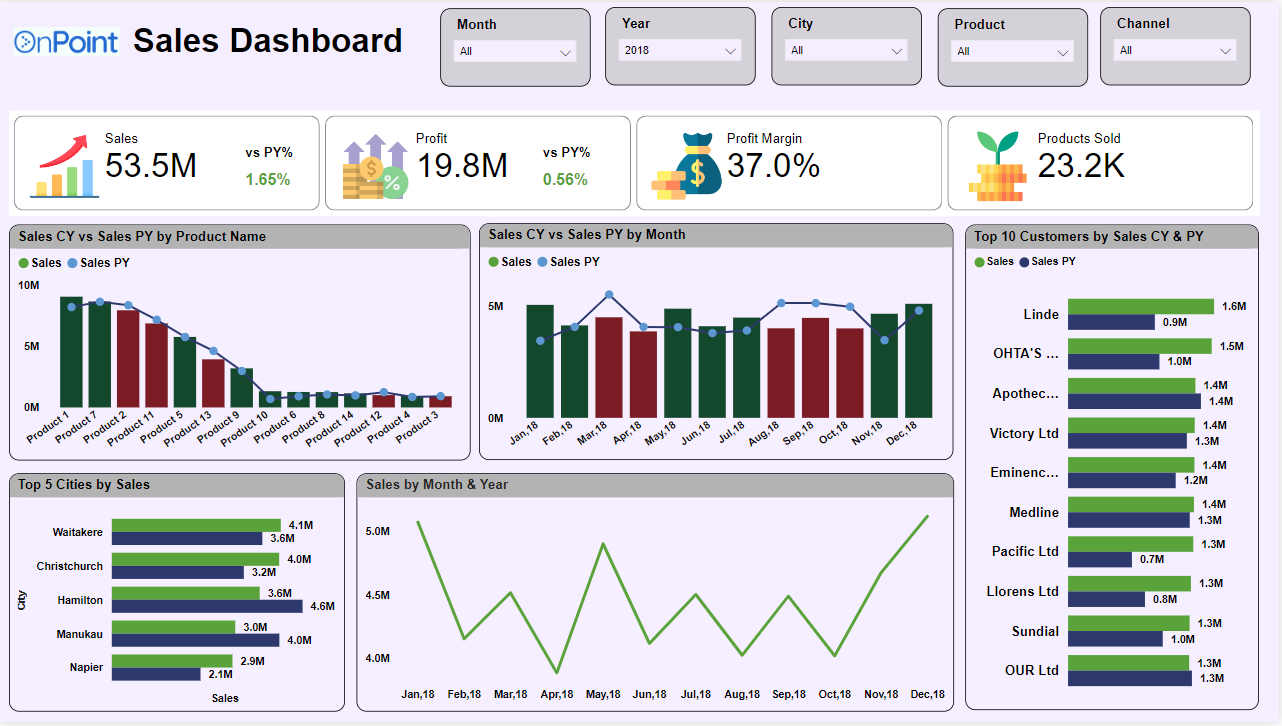 OnPoint Sales Dashboard
Month
All
Year
2018
City
All
Product
All
Channel
All
Sales
53.5M
vs PY%
1.65%
Profit
19.8M
vs PY%
0.56%
Profit Margin
37.0%
Products Sold
23.2K
Sales CY vs Sales PY by Product Name
Sales Sales PY
10M
5M
0M
Product 1 Product 7 Product 2 Product 11 Product 5 Product 13 Product 9 Product 10 Product 6 Product 8 Product 14 Product 12 Product 4 Product 3
Sales CY vs Sales PY by Month
Sales Sales PY
5M
0M
Jan,18 Feb,18 Mar,18 Apr,18 May,18 Jun,18 Jul,18 Aug,18 Sep,18 Oct,18 Nov,18 Dec,18
Top 10 Customers by Sales CY & PY
Sales Sales PY
Linde 1.6M
0.9M
OHTA'S ... 1.5M
1.0M
Apothec... 1.4M
1.4M
Victory Ltd 1.4M
1.3M
Eminenc... 1.4M
1.2M
Medline 1.4M
1.3M
Pacific Ltd 1.3M
0.7M
Llorens Ltd 1.3M
0.8M
Sundial 1.3M
1.0M
OUR Ltd 1.3M
1.3M
Top 5 Cities by Sales
City
Waitakere 4.1M
3.6M
Christchurch 4.0M
3.2M
Hamilton 3.6M
4.6M
Manukau 3.0M
4.0M
Napier 2.9M
2.1M
Sales
Sales by Month & Year
5.0M
4.5M
4.0M
Jan,18 Feb,18 Mar,18 Apr,18 May,18 Jun,18 Jul,18 Aug,18 Sep,18 Oct,18 Nov,18 Dec,18